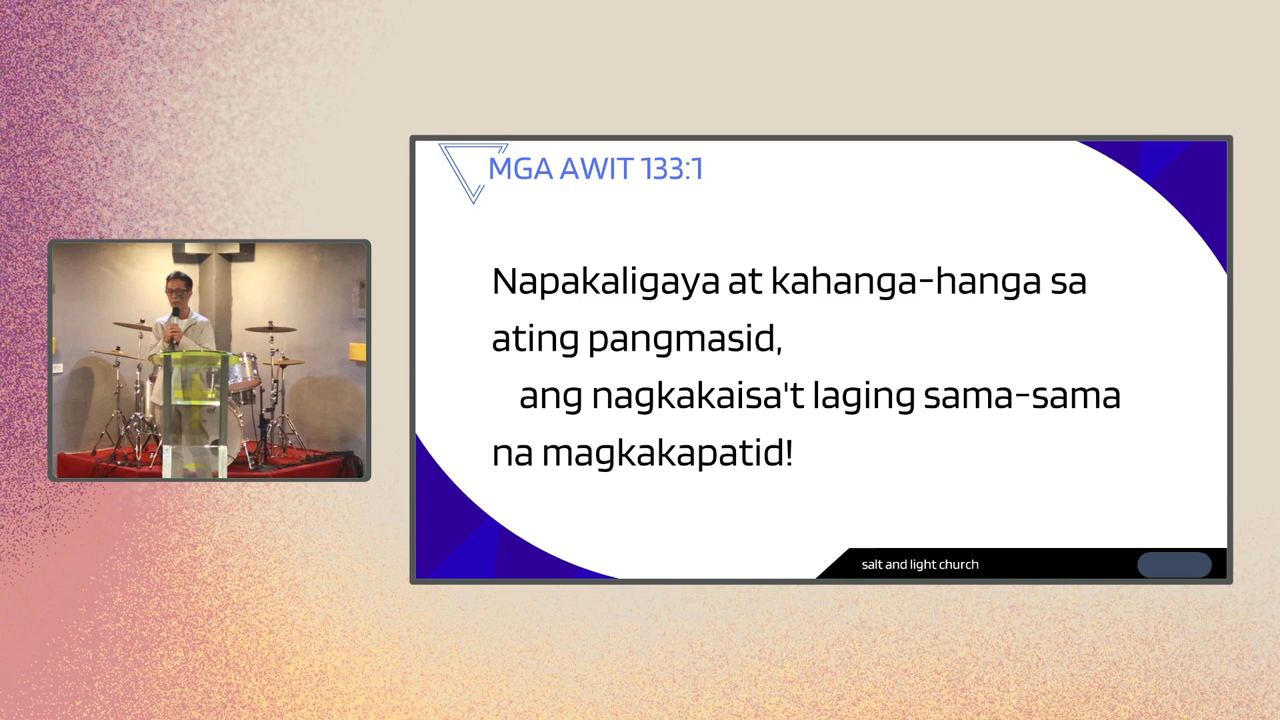 MGA AWIT 133:1
Napakaligaya at kahanga-hanga sa
ating pangmasid,
ang nagkakaisa't laging sama-sama
na magkakapatid!
salt and light church